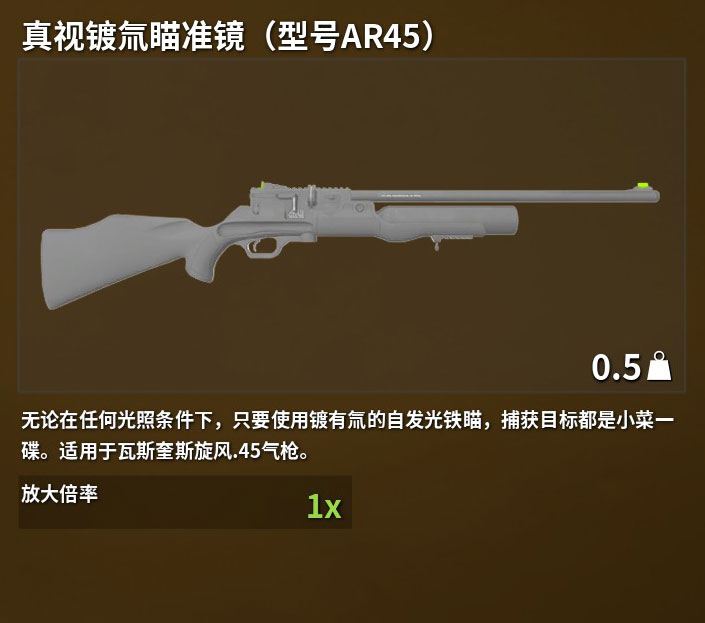 真视镀氚瞄准镜（型号AR45）
0.5
无论在任何光照条件下，只要使用镀有氚的自发光铁瞄，捕获目标都是小菜一
碟。适用于瓦斯奎斯旋风.45气枪。
放大倍率
1x